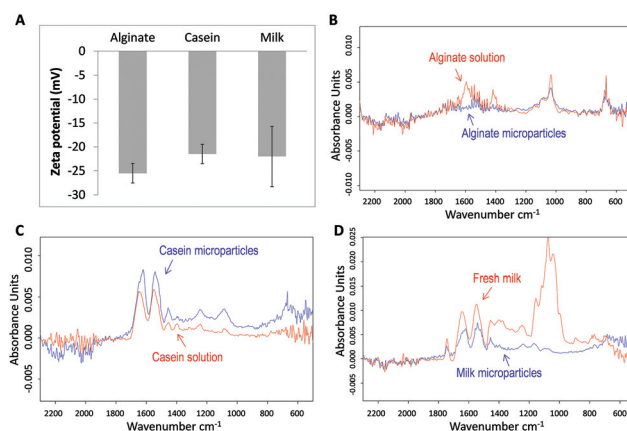 A
Alginate Casein Milk
0
-5
-10
-15
-20
-25
-30
Zeta potential (mV)
B
Alginate solution
Alginate microparticles
Absorbance Units
0.010
0.005
0.000
-0.005
-0.010
2200 2000 1800 1600 1400 1200 1000 800 600
Wavenumber cm-1
C
Casein microparticles
Casein solution
Absorbance Units
0.010
0.005
0.000
-0.005
2200 2000 1800 1600 1400 1200 1000 800 600
Wavenumber cm-1
D
Fresh milk
Milk microparticles
Absorbance Units
0.025
0.020
0.015
0.010
0.005
0.000
-0.005
2200 2000 1800 1600 1400 1200 1000 800 600
Wavenumber cm-1